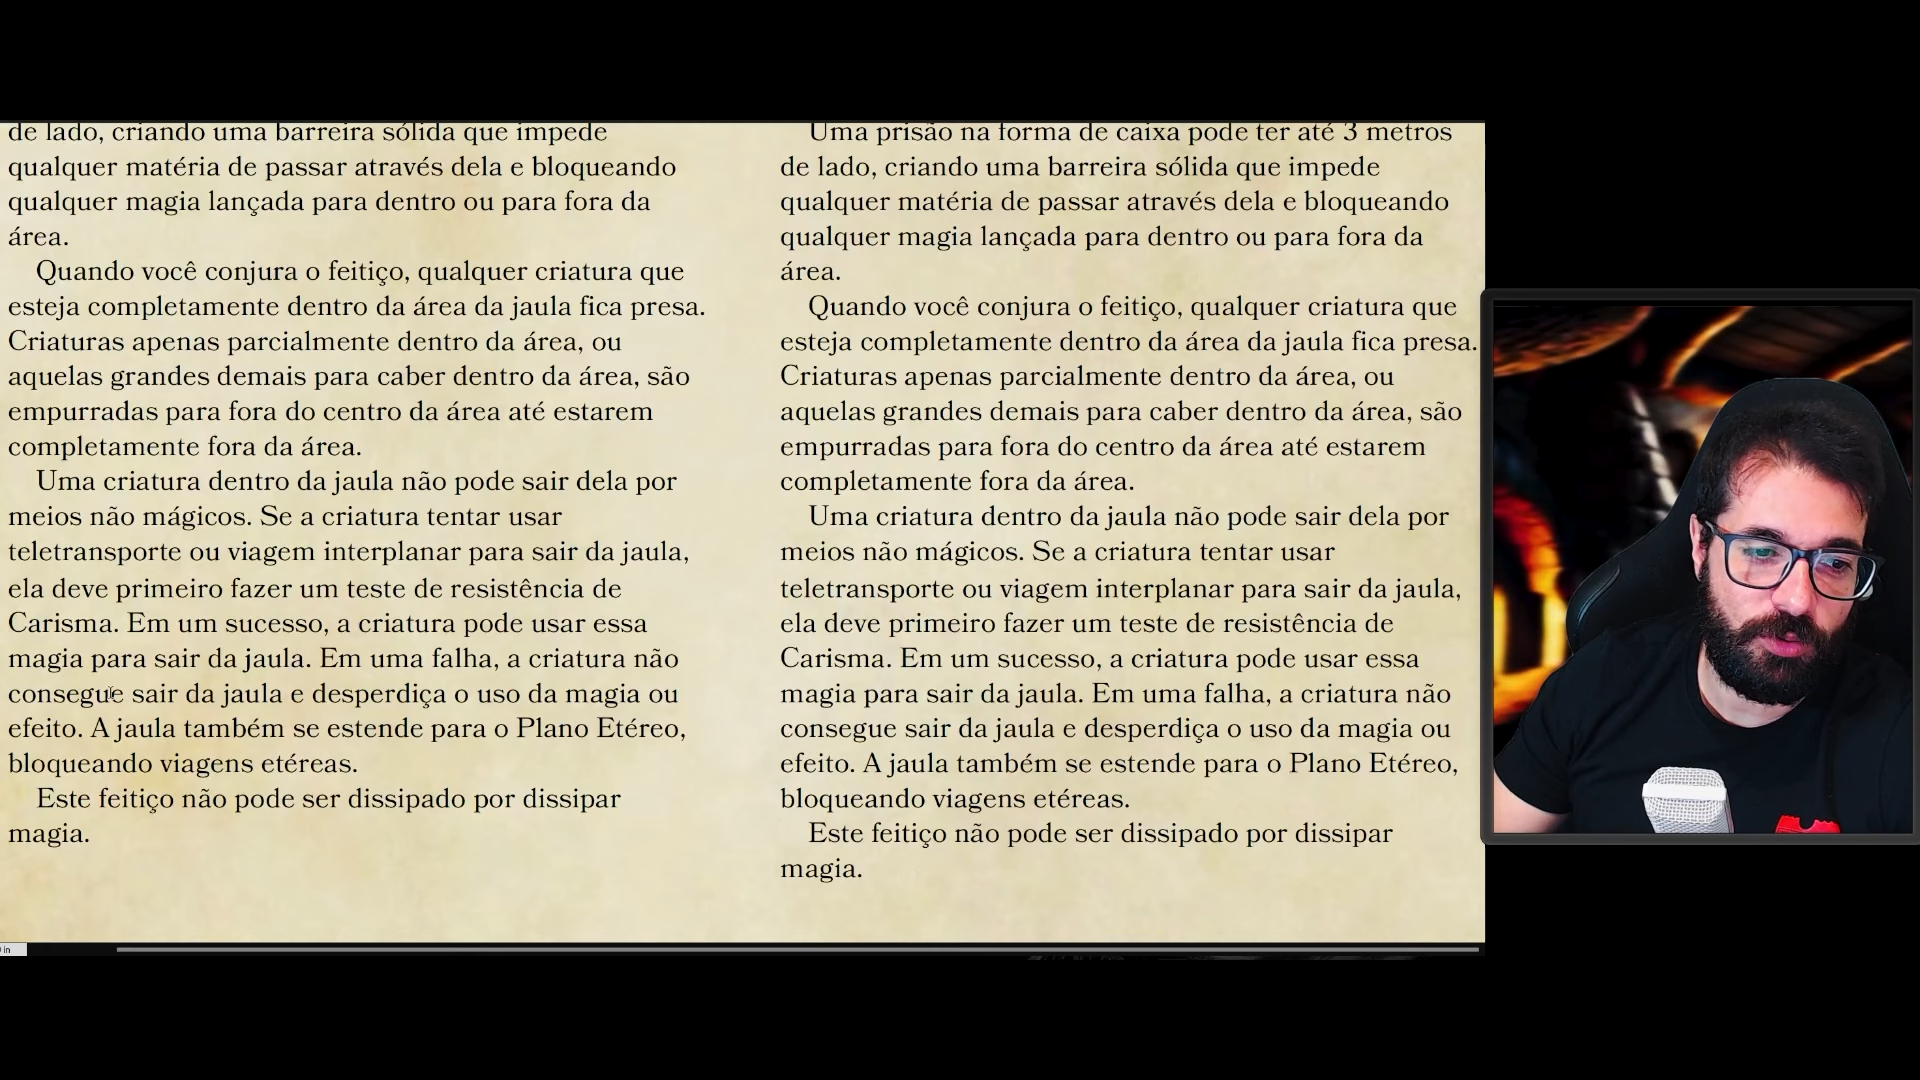 de lado, criando uma barreira sólida que impede
qualquer matéria de passar através dela e bloqueando
qualquer magia lançada para dentro ou para fora da
área.
Quando você conjura o feitiço, qualquer criatura que
esteja completamente dentro da área da jaula fica presa.
Criaturas apenas parcialmente dentro da área, ou
aquelas grandes demais para caber dentro da área, são
empurradas para fora do centro da área até estarem
completamente fora da área.
Uma criatura dentro da jaula não pode sair dela por
meios não mágicos. Se a criatura tentar usar
teletransporte ou viagem interplanar para sair da jaula,
ela deve primeiro fazer um teste de resistência de
Carisma. Em um sucesso, a criatura pode usar essa
magia para sair da jaula. Em uma falha, a criatura não
consegue sair da jaula e desperdiça o uso da magia ou
efeito. A jaula também se estende para o Plano Etéreo,
bloqueando viagens etéreas.
Este feitiço não pode ser dissipado por dissipar
magia.
Uma prisão na forma de caixa pode ter até 3 metros
de lado, criando uma barreira sólida que impede
qualquer matéria de passar através dela e bloqueando
qualquer magia lançada para dentro ou para fora da
área.
Quando você conjura o feitiço, qualquer criatura que
esteja completamente dentro da área da jaula fica presa.
Criaturas apenas parcialmente dentro da área, ou
aquelas grandes demais para caber dentro da área, são
empurradas para fora do centro da área até estarem
completamente fora da área.
Uma criatura dentro da jaula não pode sair dela por
meios não mágicos. Se a criatura tentar usar
teletransporte ou viagem interplanar para sair da jaula,
ela deve primeiro fazer um teste de resistência de
Carisma. Em um sucesso, a criatura pode usar essa
magia para sair da jaula. Em uma falha, a criatura não
consegue sair da jaula e desperdiça o uso da magia ou
efeito. A jaula também se estende para o Plano Etéreo,
bloqueando viagens etéreas.
Este feitiço não pode ser dissipado por dissipar
magia.
in